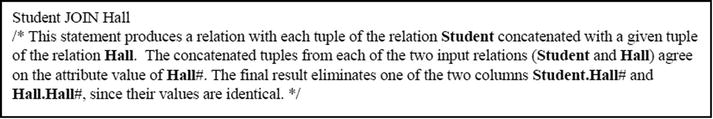 Student JOIN Hall
/* This statement produces a relation with each tuple of the relation Student concatenated with a given tuple
of the relation Hall.  The concatenated tuples from each of the two input relations (Student and Hall) agree
on the attribute value of Hall#. The final result eliminates one of the two columns Student.Hall# and
Hall.Hall#, since their values are identical. */